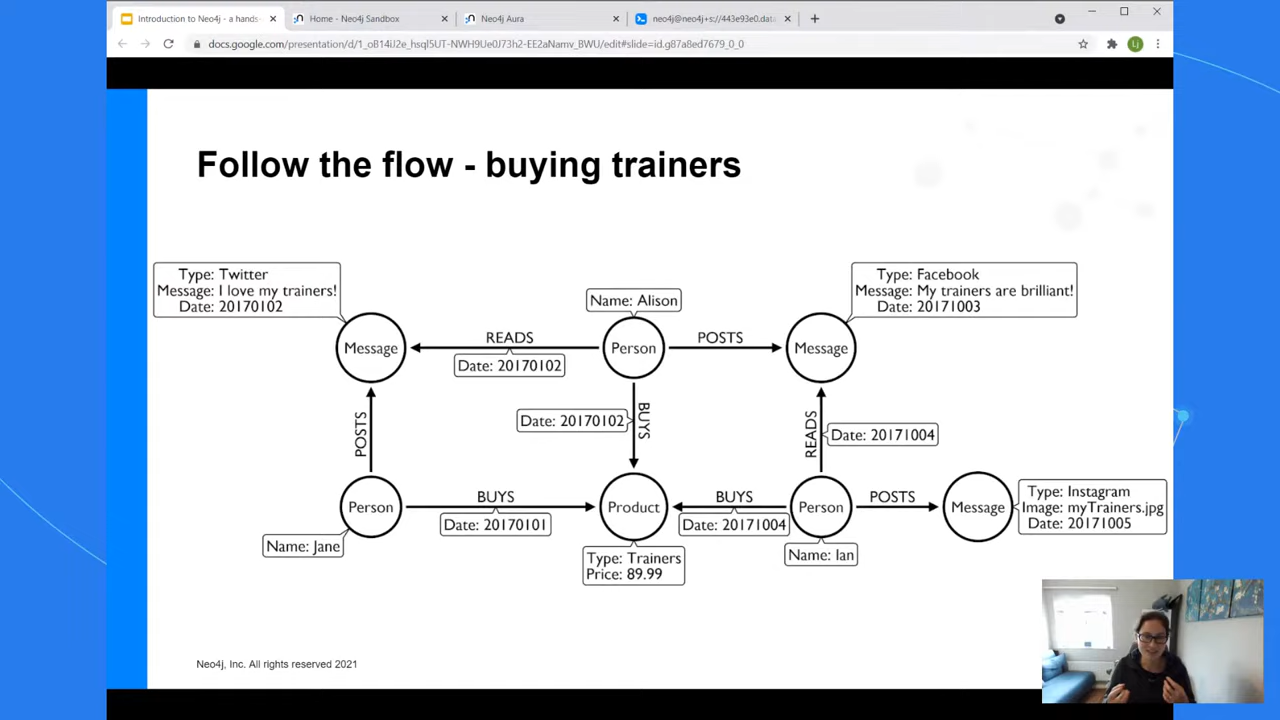 Introduction to Neo4j - a hands-
Home - Neo4j Sandbox
Neo4j Aura
neo4j@neo4j+s://443e93e0.data
docs.google.com/presentation/d/1_oB14lJ2e_hsql5UT-NWH9Ue0J73h2-EE2aNamv_BWU/edit#slide=id.g87a8ed7679_0_0
Lj
Follow the flow - buying trainers
Type: Twitter
Message: I love my trainers!
Date: 20170102
Name: Alison
Type: Facebook
Message: My trainers are brilliant!
Date: 20171003
Message
READS
Date: 20170102
Person
POSTS
Message
POSTS
Date: 20170102
BUYS
READS
Date: 20171004
Person
BUYS
Date: 20170101
Product
BUYS
Date: 20171004
Person
POSTS
Message
Type: Instagram
Image: myTrainers.jpg
Date: 20171005
Name: Jane
Type: Trainers
Price: 89.99
Name: Ian
Neo4j, Inc. All rights reserved 2021